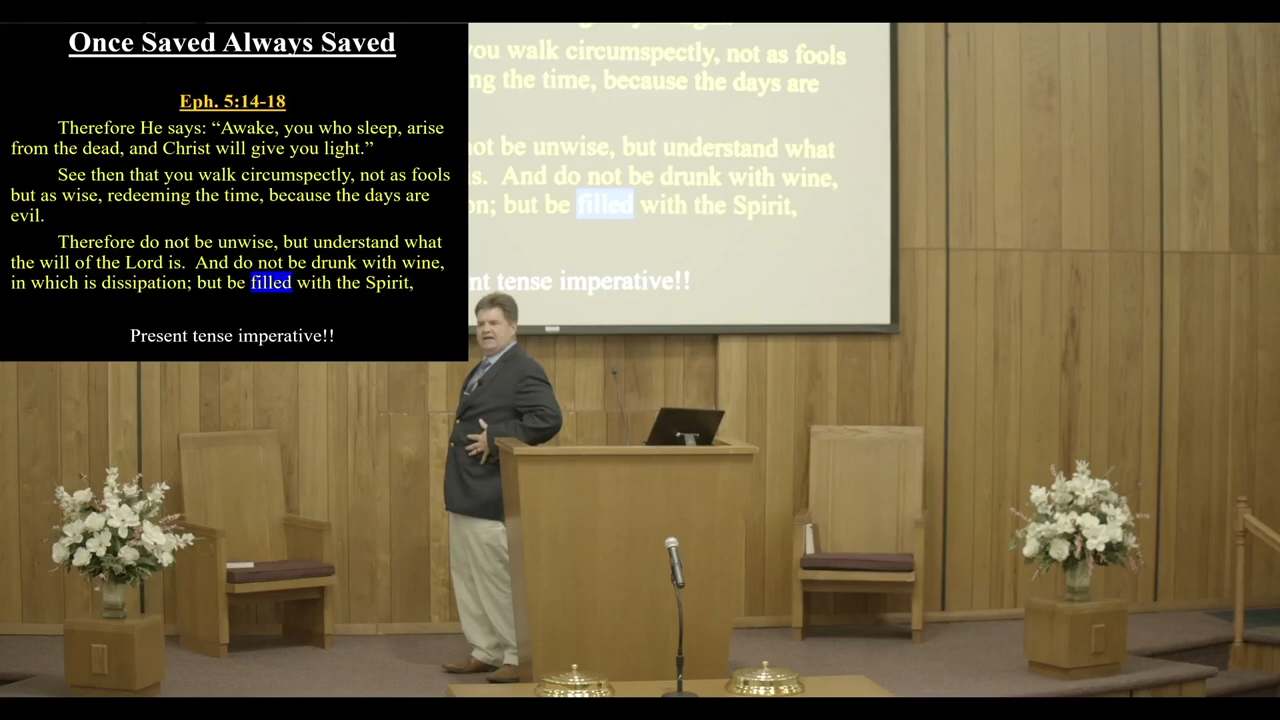 Once Saved Always Saved
Eph. 5:14-18
Therefore He says: “Awake, you who sleep, arise
from the dead, and Christ will give you light.”
See then that you walk circumspectly, not as fools
but as wise, redeeming the time, because the days are
evil.
Therefore do not be unwise, but understand what
the will of the Lord is. And do not be drunk with wine,
in which is dissipation; but be filled with the Spirit,
Present tense imperative!!
you walk circumspectly, not as fools
ng the time, because the days are
not be unwise, but understand what
s. And do not be drunk with wine,
on; but be filled with the Spirit,
nt tense imperative!!